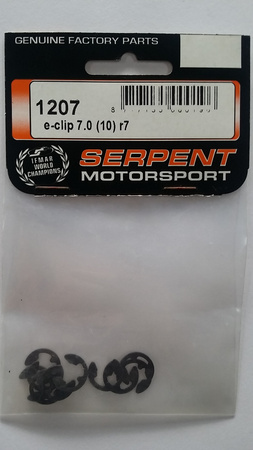 GENUINE FACTORY PARTS
1207
e-clip 7.0 (10) r7
IFMAR
WORLD
CHAMPIONS
SERPENT
MOTORSPORT